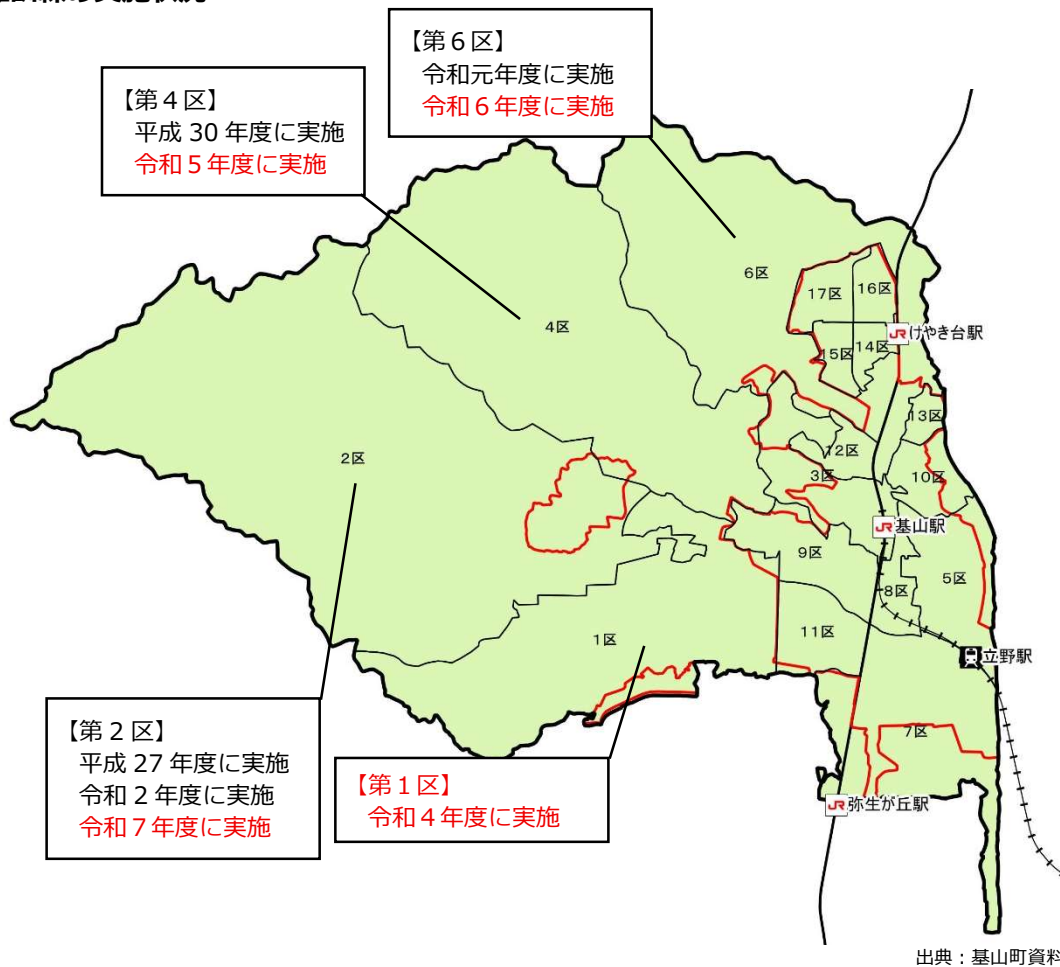 【第６区】
令和元年度に実施
令和６年度に実施
【第４区】
平成 30 年度に実施
令和５年度に実施
6区
17区
16区
けやき台駅
4区
15区
14区
13区
12区
2区
3区
10区
基山駅
9区
5区
8区
1区
11区
立野駅
7区
【第２区】
平成 27 年度に実施
令和２年度に実施
令和７年度に実施
【第１区】
令和４年度に実施
JR
JR
JR弥生が丘駅
出典：基山町資料